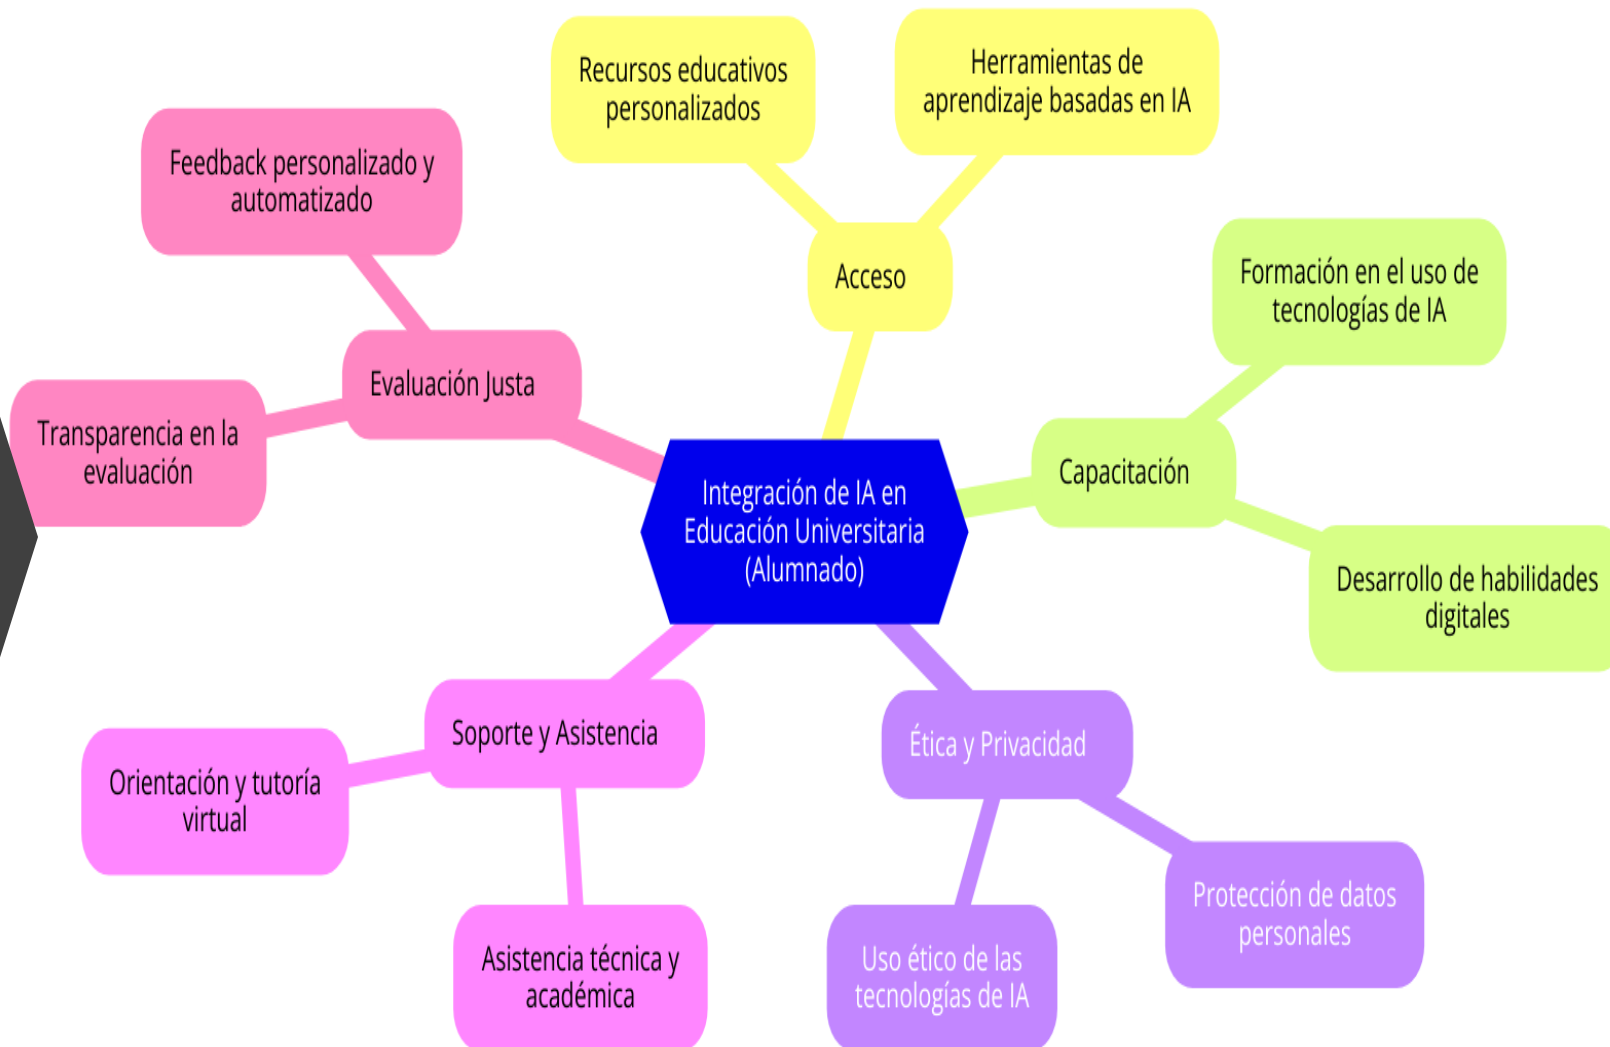 Recursos educativos
personalizados
Herramientas de
aprendizaje basadas en IA
Feedback personalizado y
automatizado
Acceso
Formación en el uso de
tecnologías de IA
Evaluación Justa
Transparencia en la
evaluación
Capacitación
Integración de IA en
Educación Universitaria
(Alumnado)
Desarrollo de habilidades
digitales
Soporte y Asistencia
Ética y Privacidad
Orientación y tutoría
virtual
Protección de datos
personales
Asistencia técnica y
académica
Uso ético de las
tecnologías de IA